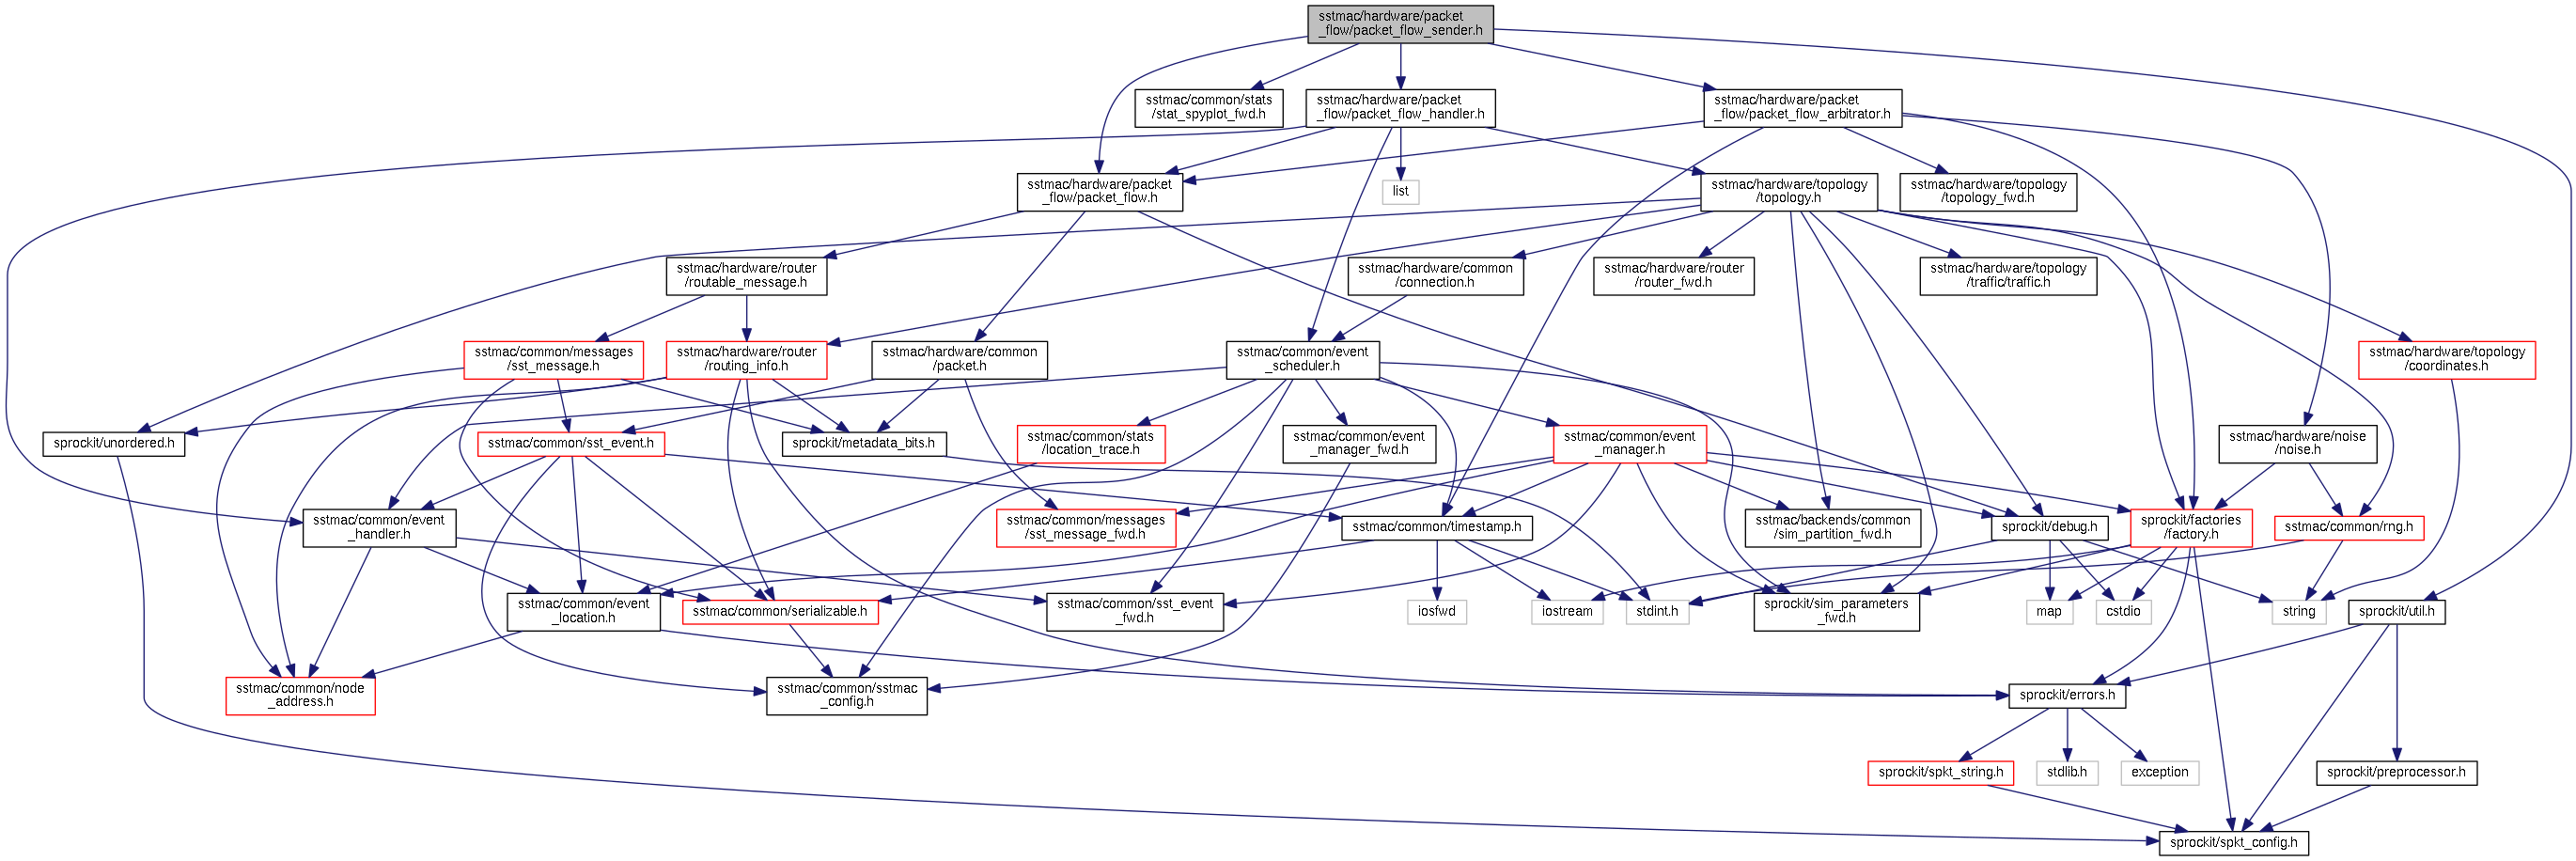 sstmac/hardware/packet
_flow/packet_flow_sender.h
sstmac/common/stats
/stat_spyplot_fwd.h
sstmac/hardware/packet
_flow/packet_flow_handler.h
sstmac/hardware/packet
_flow/packet_flow_arbitrator.h
sstmac/hardware/packet
_flow/packet_flow.h
list
sstmac/hardware/topology
/topology.h
sstmac/hardware/topology
/topology_fwd.h
sstmac/hardware/router
/routable_message.h
sstmac/hardware/common
/connection.h
sstmac/hardware/router
/router_fwd.h
sstmac/hardware/topology
/traffic/traffic.h
sstmac/common/messages
/sst_message.h
sstmac/hardware/router
/routing_info.h
sstmac/hardware/common
/packet.h
sstmac/common/event
_scheduler.h
sstmac/hardware/topology
/coordinates.h
sprockit/unordered.h
sstmac/common/sst_event.h
sprockit/metadata_bits.h
sstmac/common/stats
/location_trace.h
sstmac/common/event
_manager_fwd.h
sstmac/common/event
_manager.h
sstmac/hardware/noise
/noise.h
sstmac/common/event
_handler.h
sstmac/common/messages
/sst_message_fwd.h
sstmac/common/timestamp.h
sstmac/backends/common
/sim_partition_fwd.h
sprockit/debug.h
sprockit/factories
/factory.h
sstmac/common/rng.h
sstmac/common/event
_location.h
sstmac/common/serializable.h
sstmac/common/sst_event
_fwd.h
iosfwd
iostream
stdint.h
sprockit/sim_parameters
_fwd.h
map
cstdio
string
sprockit/util.h
sstmac/common/node
_address.h
sstmac/common/sstmac
_config.h
sprockit/errors.h
sprockit/spkt_string.h
stdlib.h
exception
sprockit/preprocessor.h
sprockit/spkt_config.h